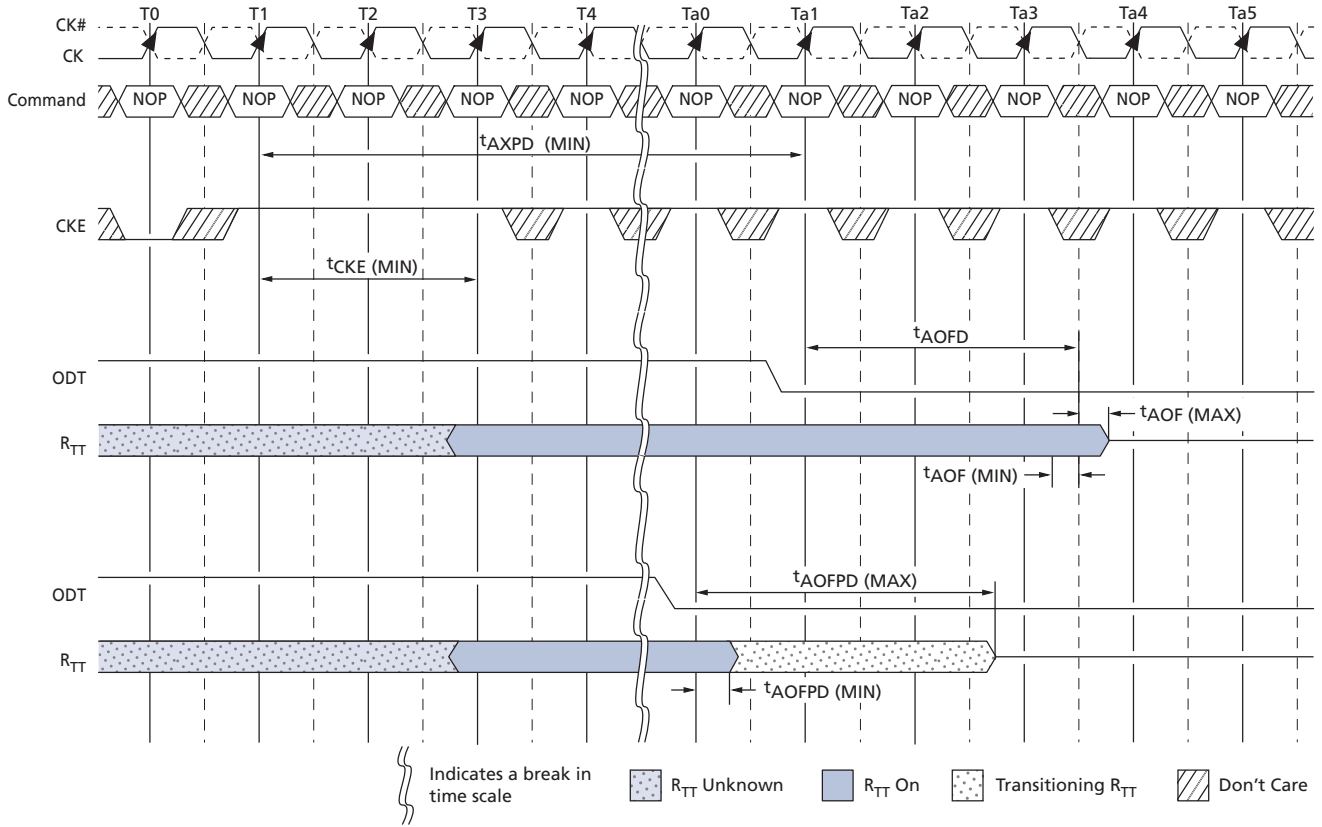 T0 T1 T2 T3 T4 Ta0 Ta1 Ta2 Ta3 Ta4 Ta5
CK#
CK
Command NOP NOP NOP NOP NOP NOP NOP NOP NOP NOP NOP
tAXPD (MIN)
CKE
tCKE (MIN)
tAOFD
ODT
tAOF (MAX)
RTT
tAOF (MIN)
tAOFPD (MAX)
ODT
RTT
tAOFPD (MIN)
Indicates a break in
time scale
RTT Unknown
RTT On
Transitioning RTT
Don't Care